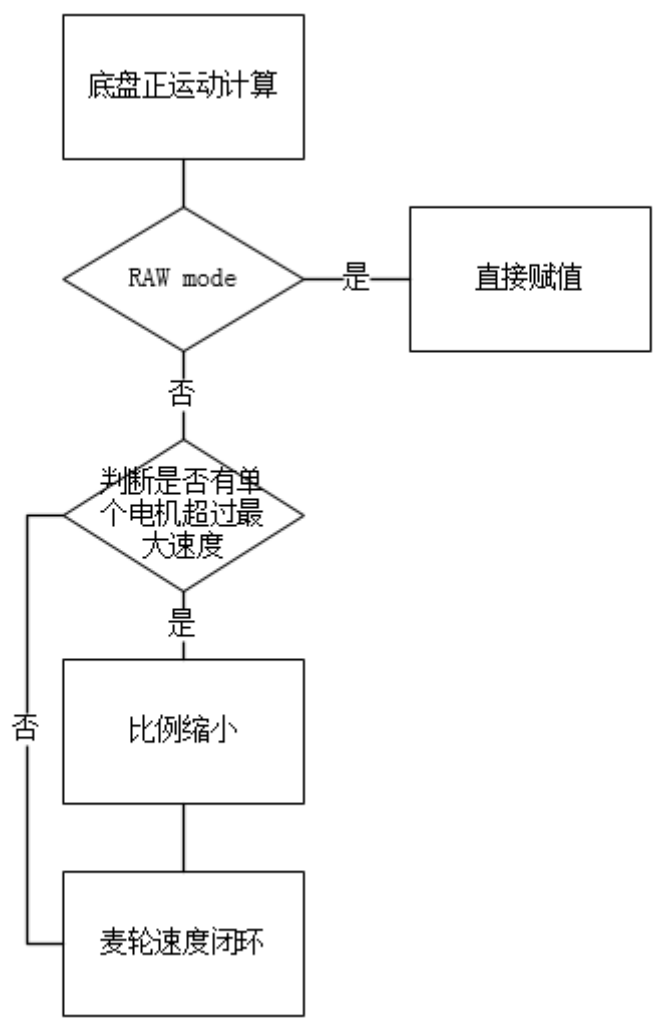 底盘正运动计算
RAW mode
是
直接赋值
否
判断是否有单
个电机超过最
大速度
是
比例缩小
否
麦轮速度闭环